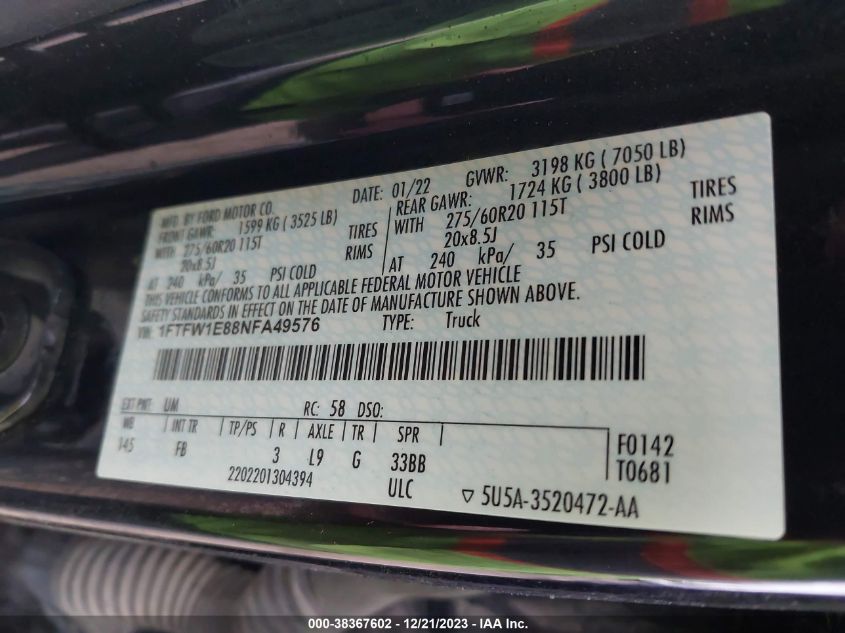 MFD. BY FORD MOTOR CO.
DATE: 01/22 GVWR: 3198 KG ( 7050 LB)
FRONT GAWR: 1599 KG ( 3525 LB) REAR GAWR: 1724 KG ( 3800 LB)
WITH 275/60R20 115T TIRES WITH 275/60R20 115T TIRES
20x8.5J RIMS 20x8.5J RIMS
AT 240 kPa/ 35 PSI COLD AT 240 kPa/ 35 PSI COLD
THIS VEHICLE CONFORMS TO ALL APPLICABLE FEDERAL MOTOR VEHICLE
SAFETY STANDARDS IN EFFECT ON THE DATE OF MANUFACTURE SHOWN ABOVE.
VIN: 1FTFW1E88NFA49576 TYPE: Truck
EXT PNT: UM RC: 58 DSO:
WB INT TR TP/PS R AXLE TR SPR
145 FB 3 L9 G 33BB F0142
2202201304394 ULC T0681
5U5A-3520472-AA
000-38367602 - 12/21/2023 - IAAI.com.